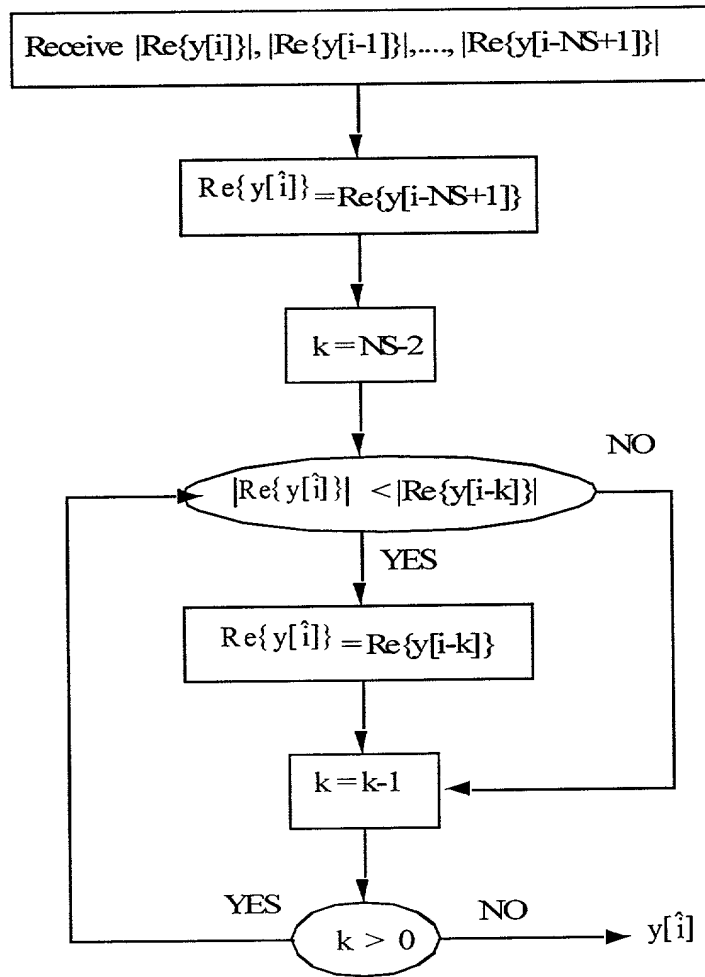 Receive |Re{y[i]}|, |Re{y[i-1]}|,...., |Re{y[i-NS+1]}|
Re{y[î]} = Re{y[i-NS+1]}
k = NS-2
NO
|Re{y[î]}| < |Re{y[i-k]}|
YES
Re{y[î]} = Re{y[i-k]}
k = k-1
YES
NO
k > 0
y[î]